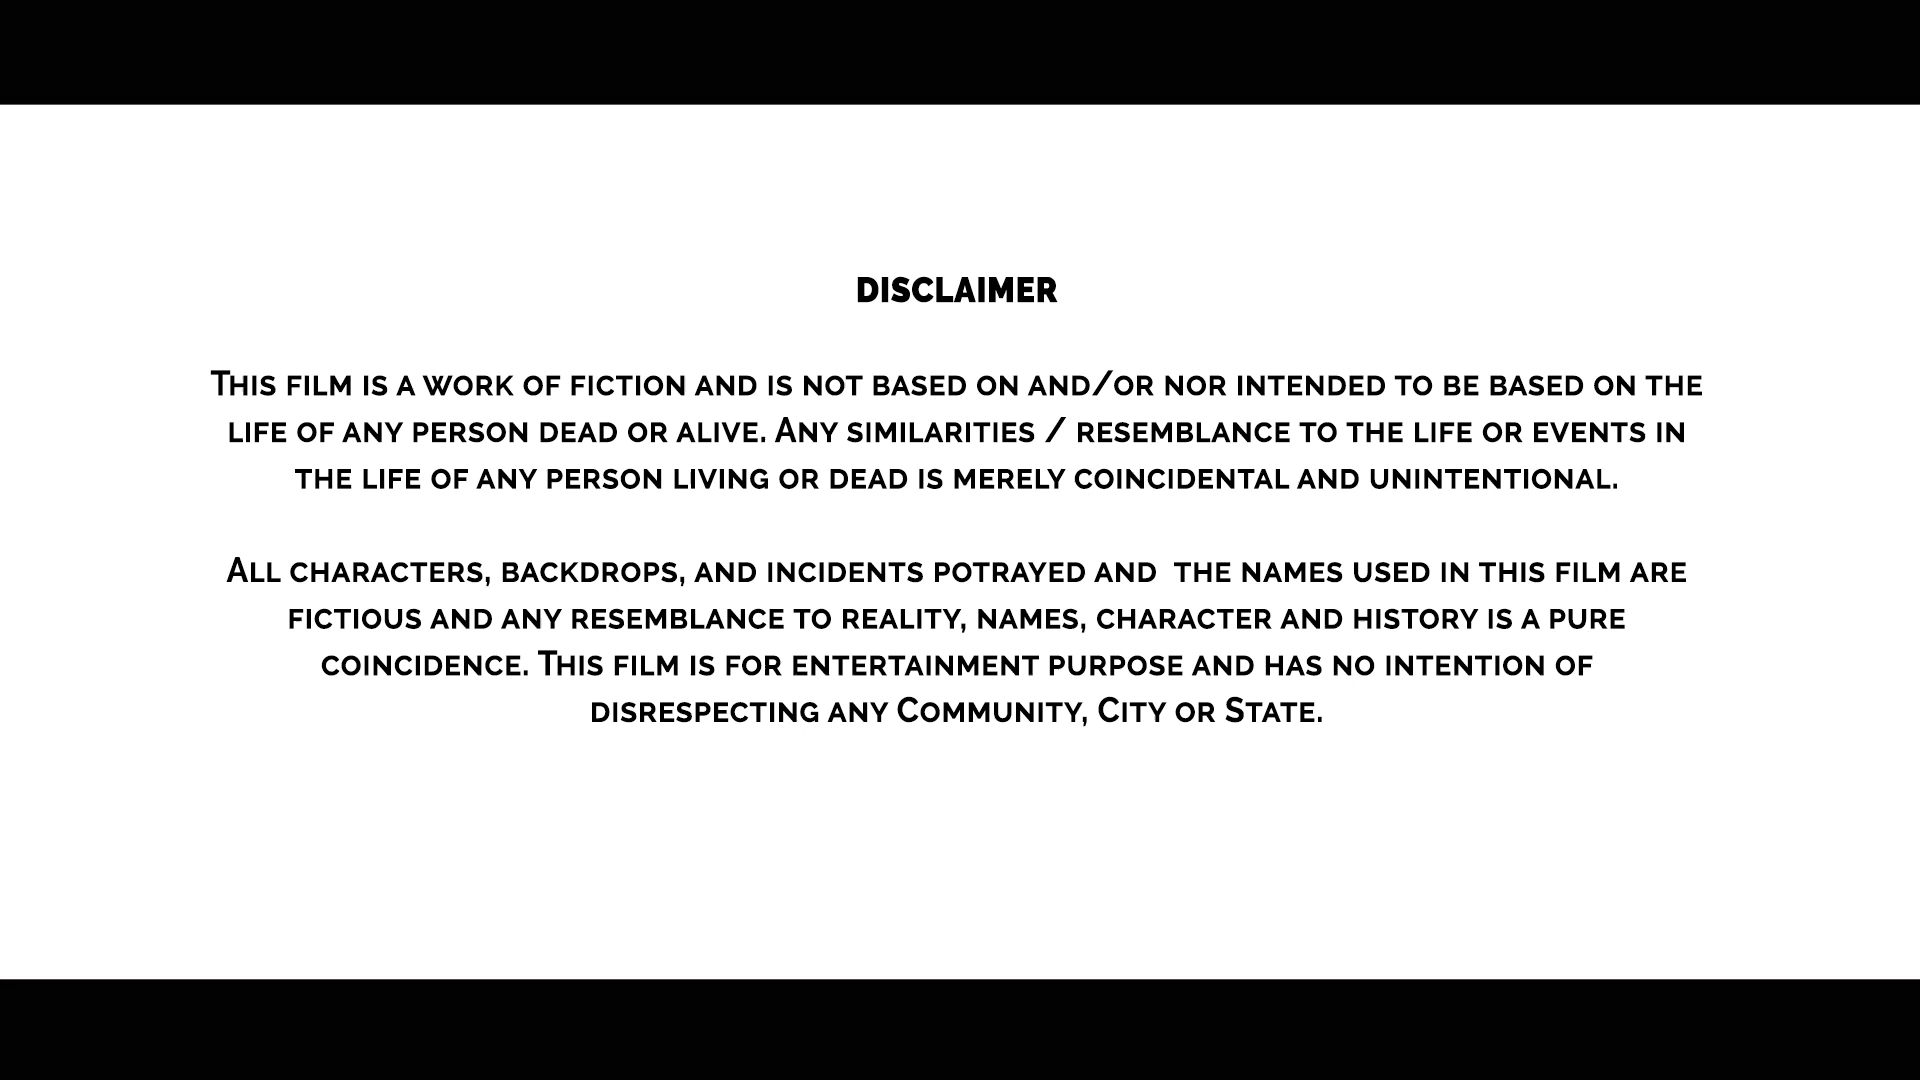 DISCLAIMER
This film is a work of fiction and is not based on and/or nor intended to be based on the
life of any person dead or alive. Any similarities / resemblance to the life or events in
the life of any person living or dead is merely coincidental and unintentional.
All characters, backdrops, and incidents potrayed and  the names used in this film are
fictious and any resemblance to reality, names, character and history is a pure
coincidence. This film is for entertainment purpose and has no intention of
disrespecting any Community, City or State.